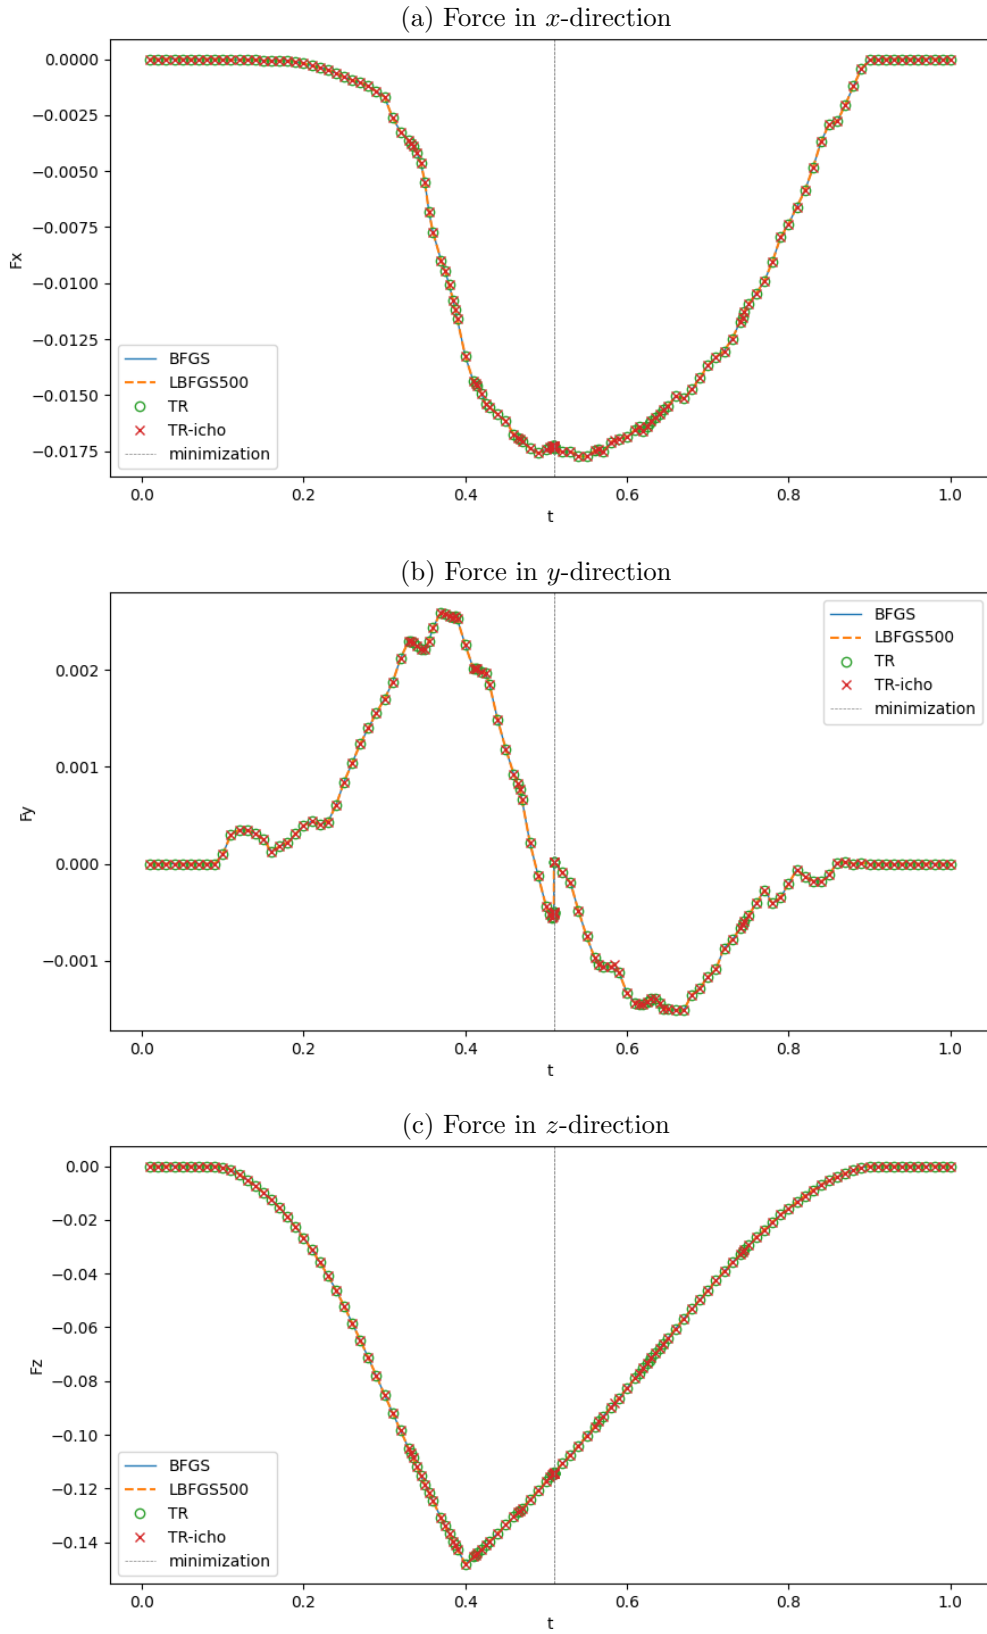 (a) Force in x-direction
0.0000
−0.0025
−0.0050
−0.0075
−0.0100
−0.0125
−0.0150
−0.0175
Fx
BFGS
LBFGS500
TR
TR-icho
minimization
0.0 0.2 0.4 0.6 0.8 1.0
t
(b) Force in y-direction
0.002
0.001
0.000
−0.001
Fy
BFGS
LBFGS500
TR
TR-icho
minimization
0.0 0.2 0.4 0.6 0.8 1.0
t
(c) Force in z-direction
0.00
−0.02
−0.04
−0.06
−0.08
−0.10
−0.12
−0.14
Fz
BFGS
LBFGS500
TR
TR-icho
minimization
0.0 0.2 0.4 0.6 0.8 1.0
t